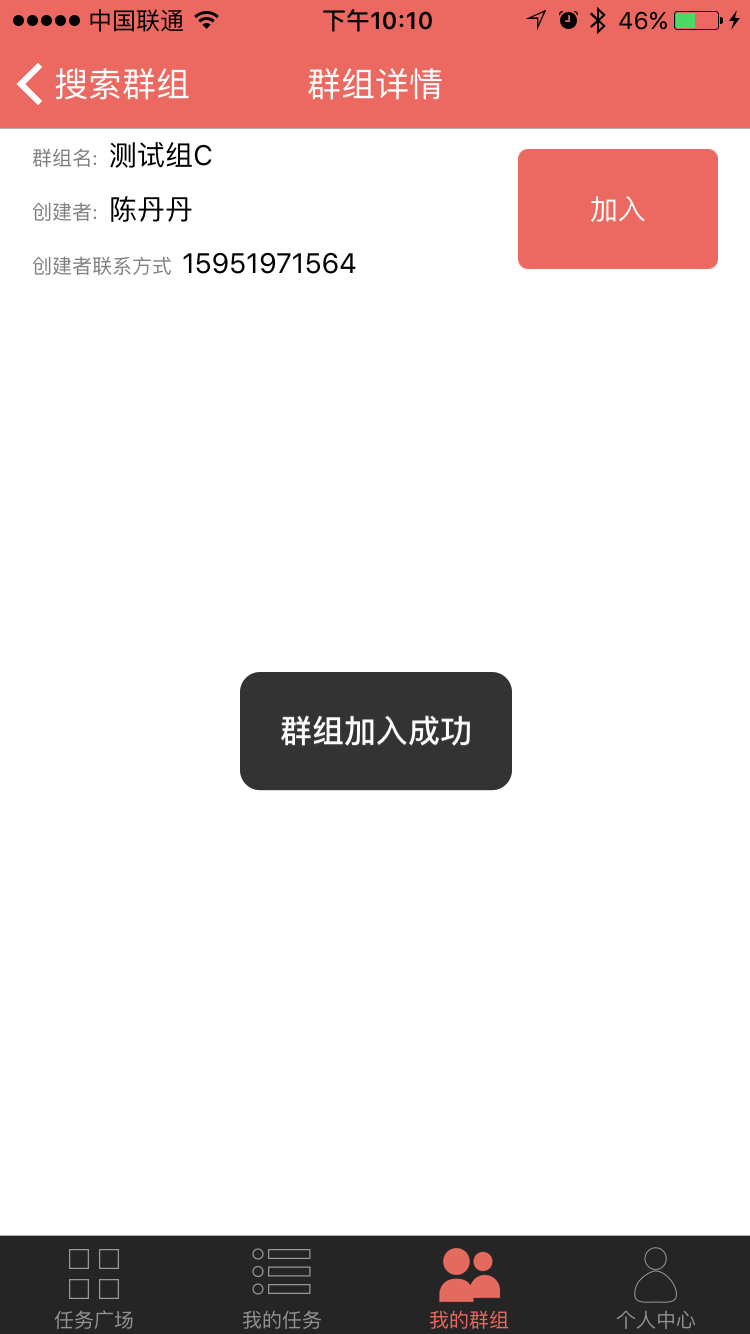 中国联通 下午10:10 46%
搜索群组 群组详情
群组名: 测试组C
创建者: 陈丹丹
加入
创建者联系方式 15951971564
群组加入成功
任务广场 我的任务 我的群组 个人中心